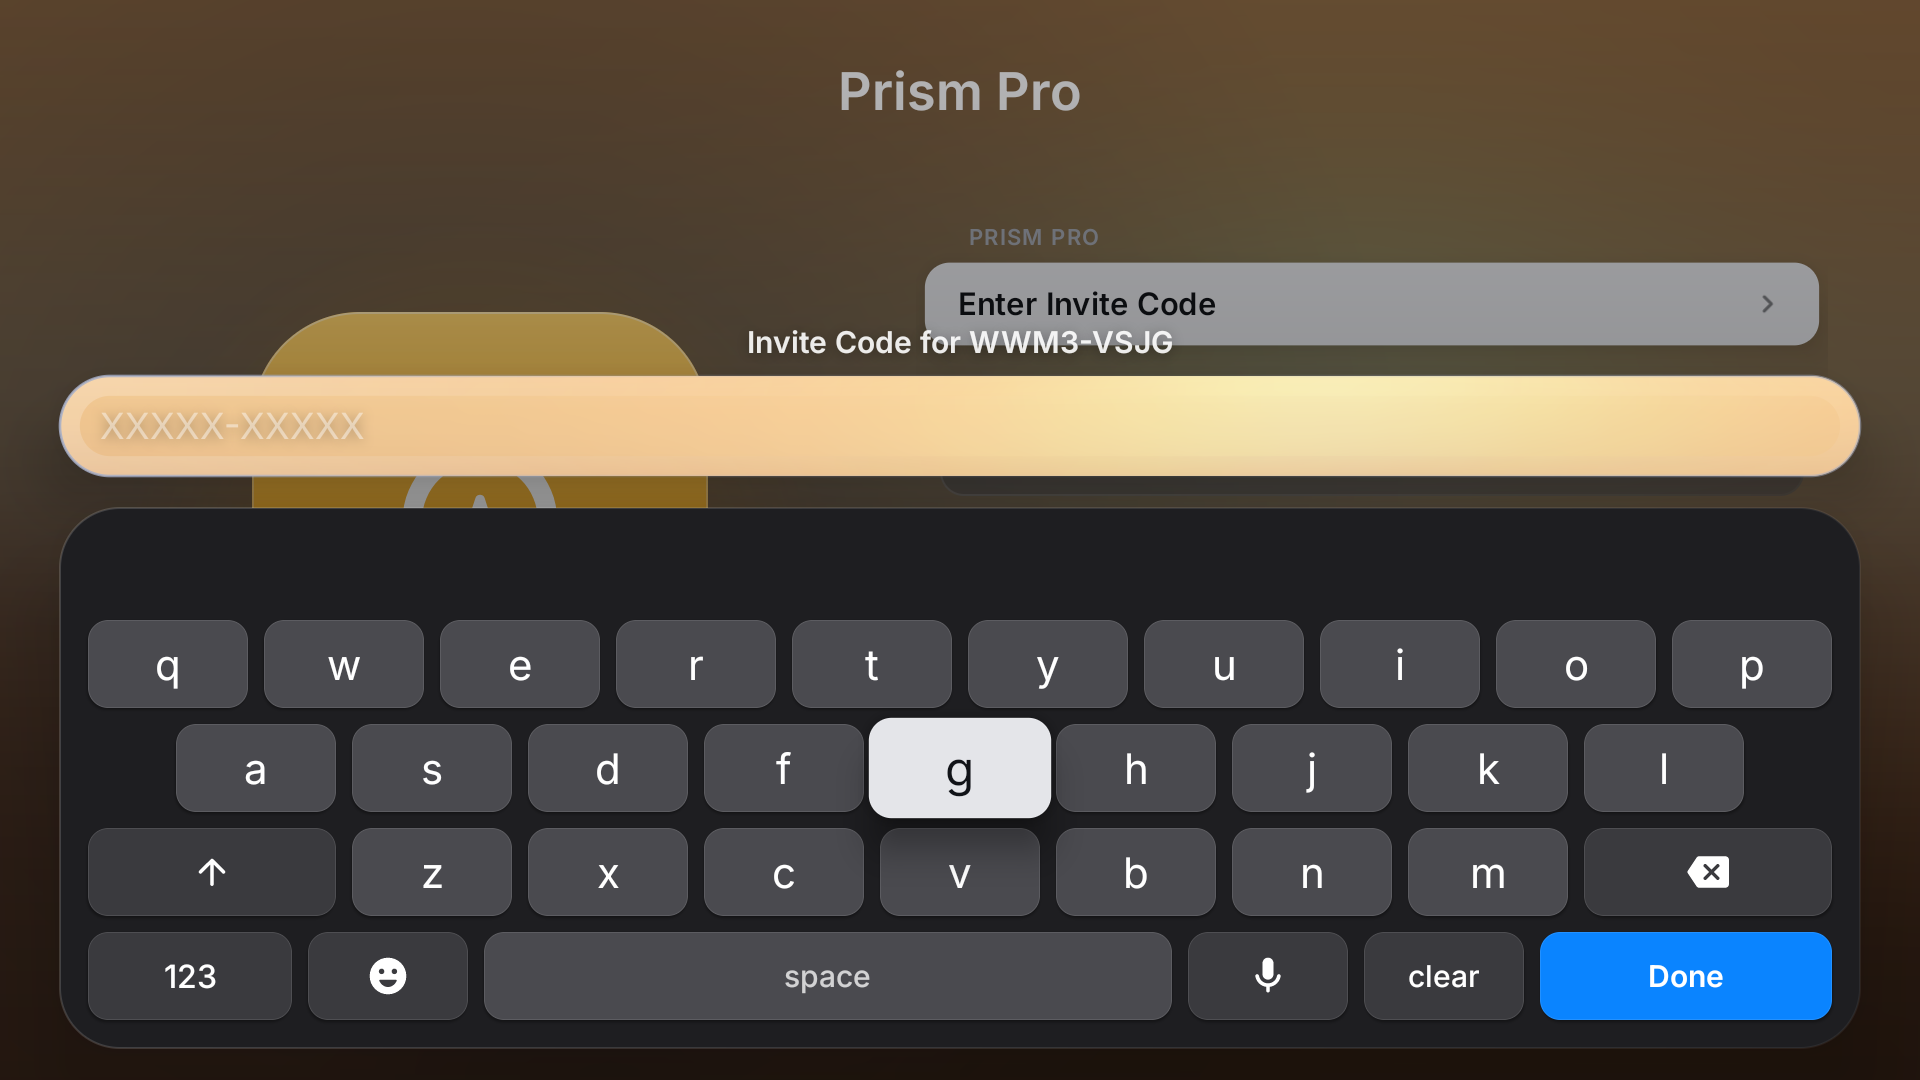 Prism Pro
PRISM PRO
Enter Invite Code
Invite Code for WWM3-VSJG
XXXXX-XXXXX
q w e r t y u i o p
a s d f g h j k l
z x c v b n m
123 space clear Done